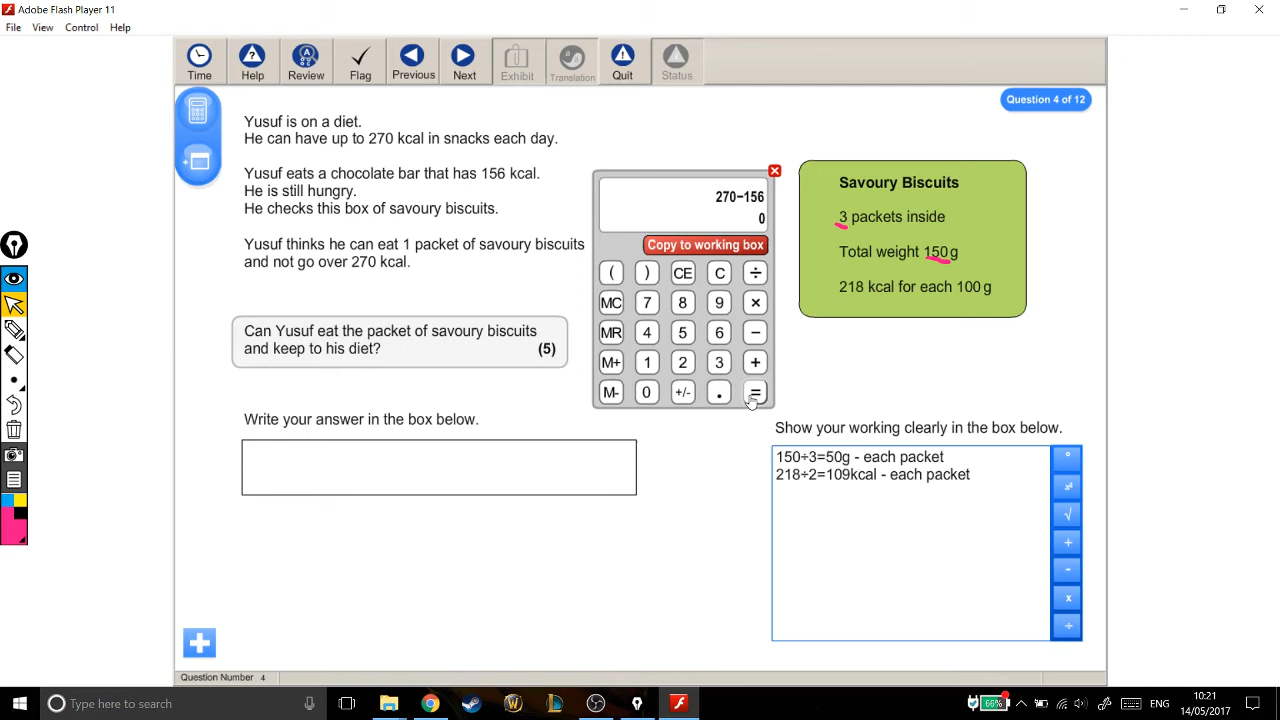 Adobe Flash Player 11
File View Control Help
Time Help Review Flag Previous Next Exhibit Translation Quit Status
Question 4 of 12
Yusuf is on a diet.
He can have up to 270 kcal in snacks each day.
Yusuf eats a chocolate bar that has 156 kcal.
He is still hungry.
He checks this box of savoury biscuits.
Yusuf thinks he can eat 1 packet of savoury biscuits
and not go over 270 kcal.
Can Yusuf eat the packet of savoury biscuits
and keep to his diet? (5)
Write your answer in the box below.
270−156
0
Copy to working box
( ) CE C ÷
MC 7 8 9 ×
MR 4 5 6 −
M+ 1 2 3 +
M- 0 +/- . =
Savoury Biscuits
3 packets inside
Total weight 150 g
218 kcal for each 100 g
Show your working clearly in the box below.
150÷3=50g - each packet
218÷2=109kcal - each packet
°
x²
√
+
-
x
÷
Question Number 4
Type here to search
66%
ENG
10:21
14/05/2017